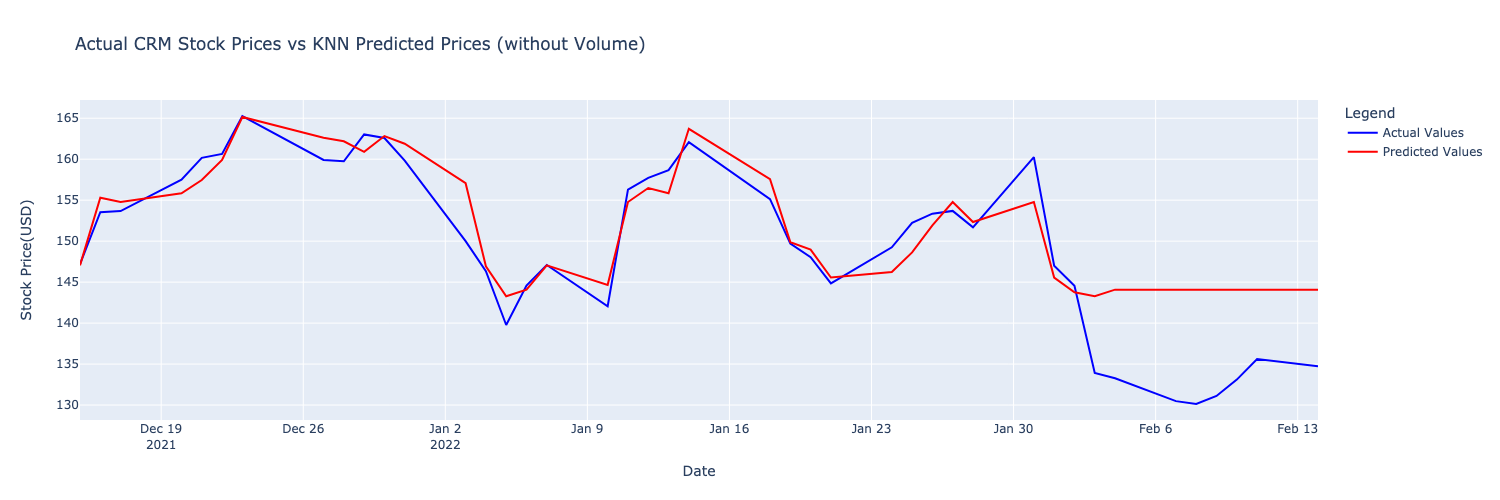 Actual CRM Stock Prices vs KNN Predicted Prices (without Volume)
Legend
Actual Values
Predicted Values
Stock Price(USD)
165
160
155
150
145
140
135
130
Dec 19
2021
Dec 26
Jan 2
2022
Jan 9
Jan 16
Jan 23
Jan 30
Feb 6
Feb 13
Date